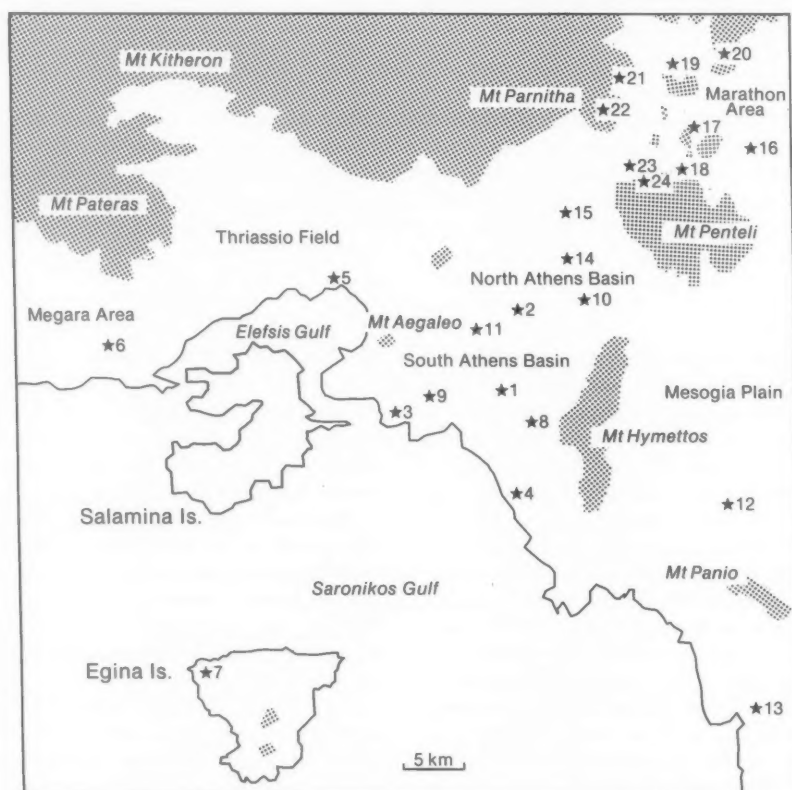 Mt Kitheron
20
19
21
Mt Parnitha
Marathon
Area
22
17
16
23
18
24
Mt Pateras
15
Mt Penteli
Thriassio Field
14
5
North Athens Basin
10
Megara Area
2
Mt Aegaleo
11
Elefsis Gulf
6
South Athens Basin
1
Mesogia Plain
9
3
8
Mt Hymettos
4
12
Salamina Is.
Mt Panio
Saronikos Gulf
Egina Is.
7
13
5 km